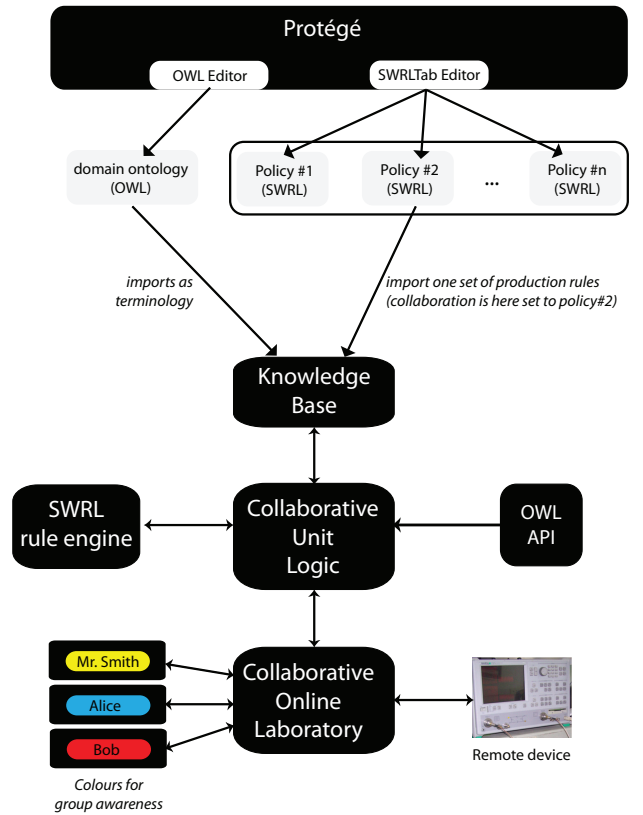 Protégé
OWL Editor
SWRLTab Editor
domain ontology
(OWL)
Policy #1
(SWRL)
Policy #2
(SWRL)
...
Policy #n
(SWRL)
imports as
terminology
import one set of production rules
(collaboration is here set to policy#2)
Knowledge
Base
SWRL
rule engine
Collaborative
Unit
Logic
OWL
API
Mr. Smith
Alice
Bob
Colours for
group awareness
Collaborative
Online
Laboratory
Remote device